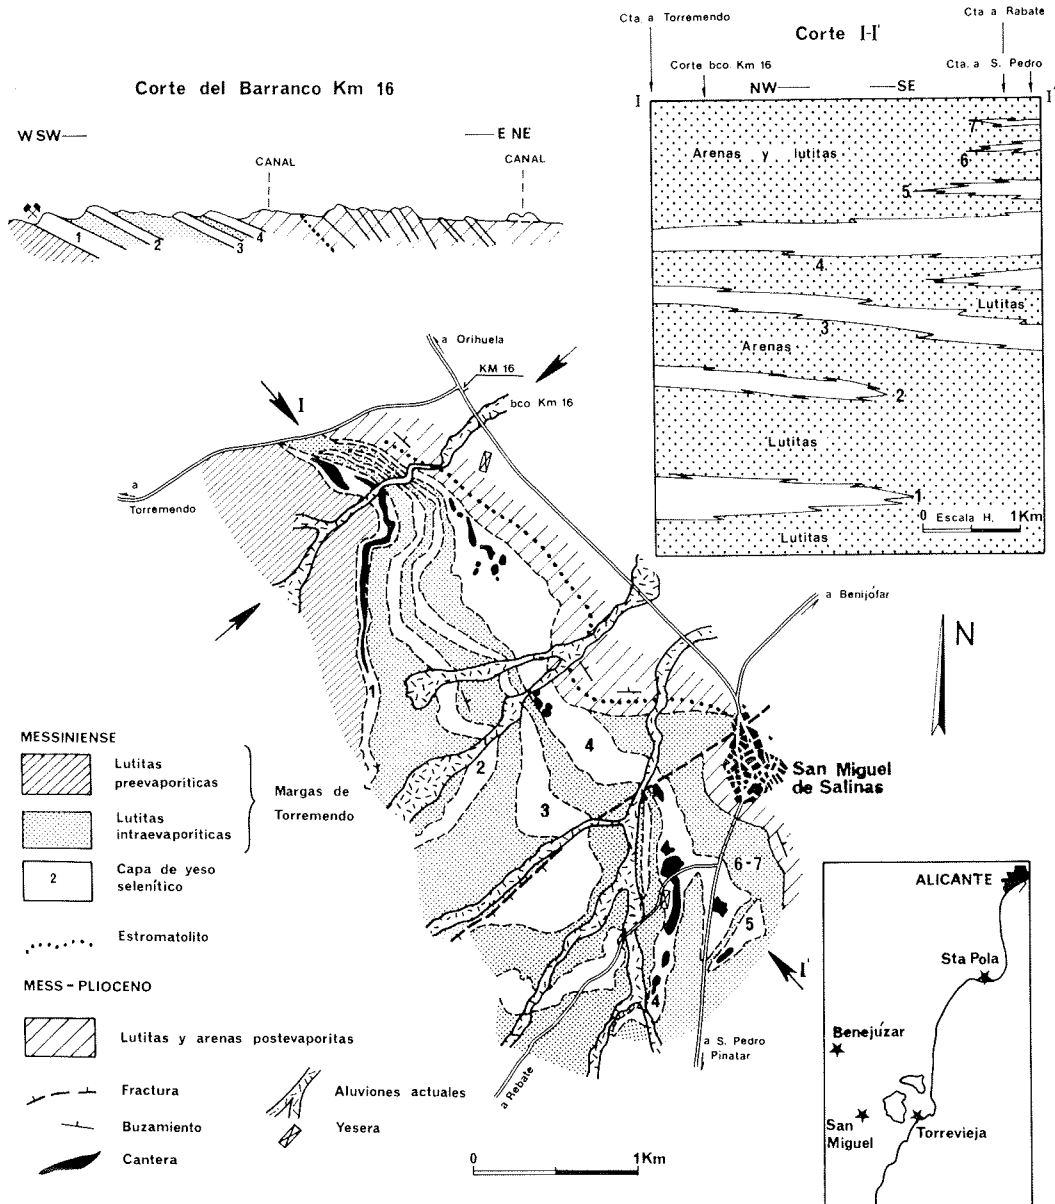 Corte del Barranco Km 16
WSW
E NE
CANAL
CANAL
1
2
3
4
Cta. a Torremendo
Cta a Rabate
Corte I-I'
Corte bco. Km 16
Cta. a S. Pedro
NW
SE
I
I'
7
Arenas y lutitas
6
5
4
Lutitas
3
Arenas
2
Lutitas
1
0 Escala H, 1Km
Lutitas
a Orihuela
KM 16
I
bco Km 16
a
Torremendo
a Benijófar
N
1
2
3
4
San Miguel
de Salinas
6-7
5
4
I'
a S. Pedro
Pinatar
a Rebate
MESSINIENSE
Lutitas
preevaporíticas
Lutitas
intraevaporíticas
Margas de
Torremendo
2
Capa de yeso
selenítico
Estromatolito
MESS-PLIOCENO
Lutitas y arenas postevaporitas
Fractura
Buzamiento
Cantera
Aluviones actuales
Yesera
0 1Km
ALICANTE
Sta Pola
Benejúzar
San
Miguel
Torrevieja